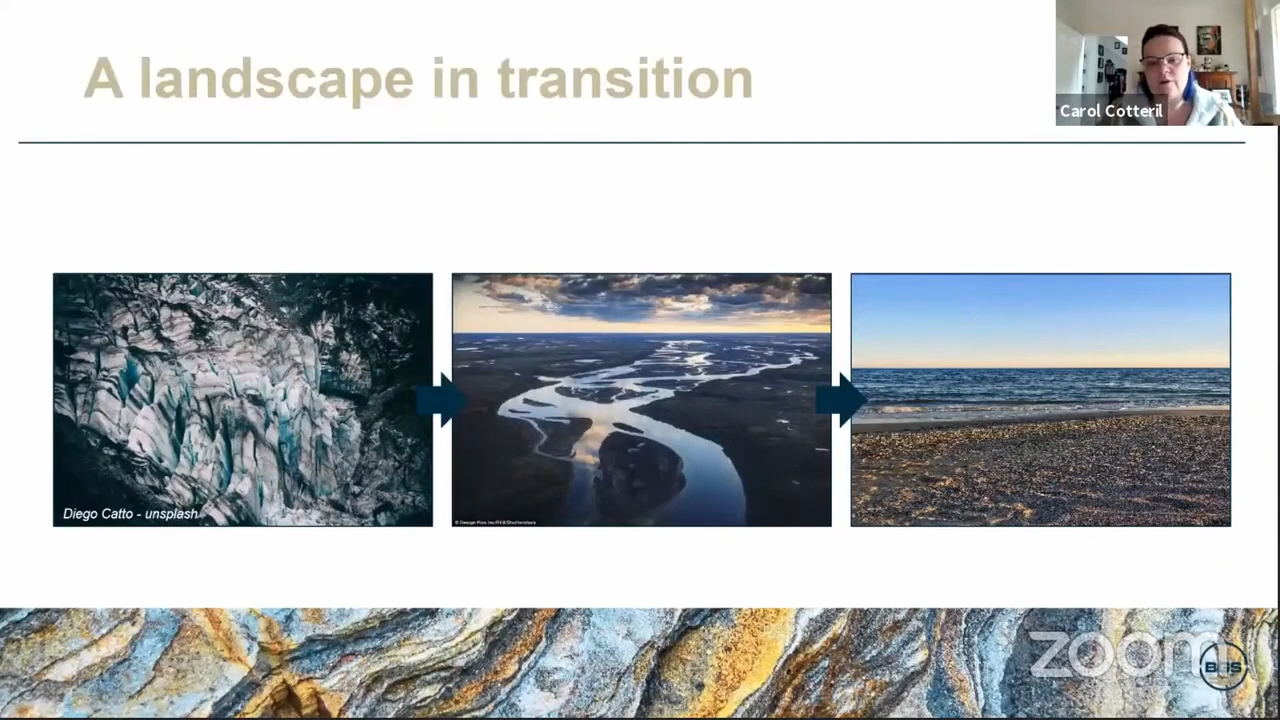 A landscape in transition
Carol Cotteril
Diego Catto - unsplash
zoom